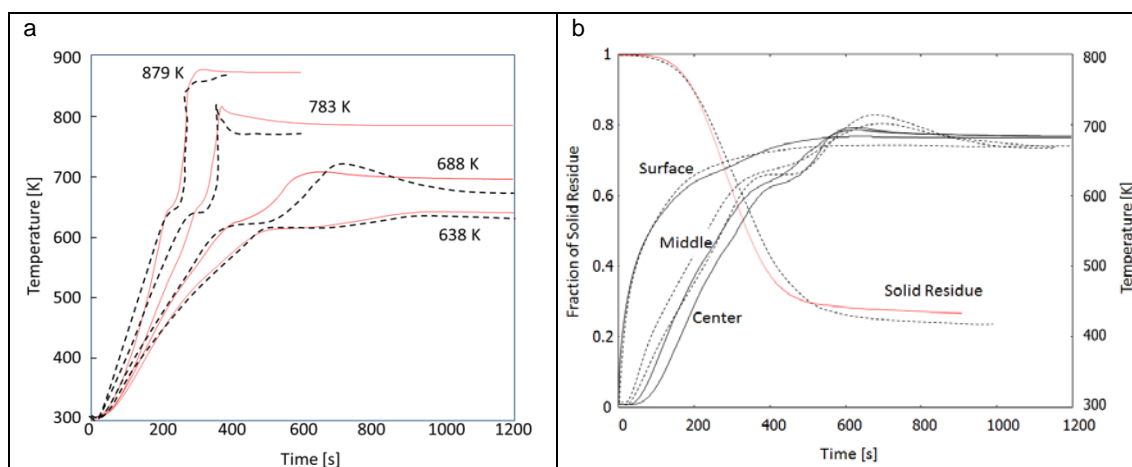 a
900
800
700
600
500
400
300
Temperature [K]
879 K
783 K
688 K
638 K
0
200
400
600
800
1000
1200
Time [s]
b
1
0.8
0.6
0.4
0.2
0
Fraction of Solid Residue
Surface
Middle
Center
Solid Residue
800
700
600
500
400
300
Temperature [K]
0
200
400
600
800
1000
1200
Time [s]